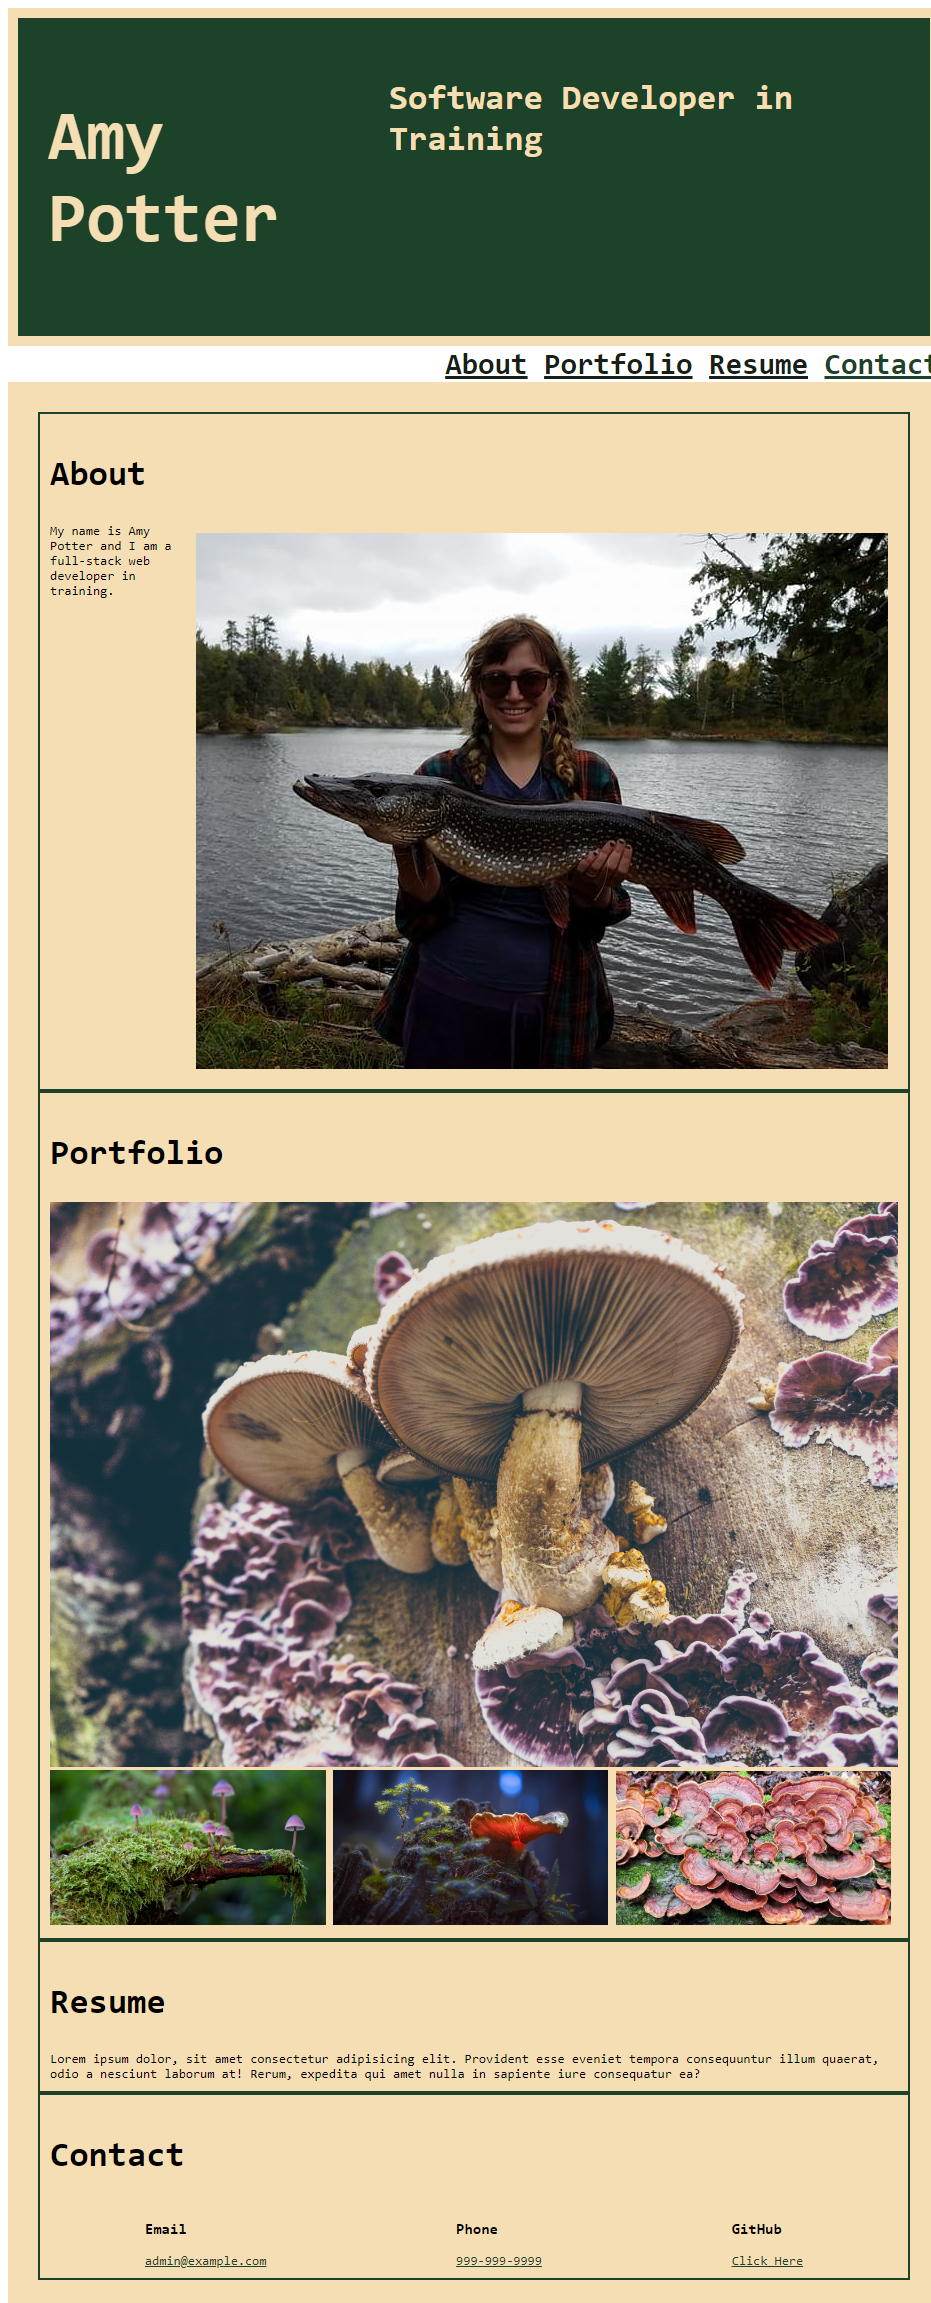 Amy
Potter
Software Developer in
Training
About Portfolio Resume Contact
About
My name is Amy
Potter and I am a
full-stack web
developer in
training.
Portfolio
Resume
Lorem ipsum dolor, sit amet consectetur adipisicing elit. Provident esse eveniet tempora consequuntur illum quaerat,
odio a nesciunt laborum at! Rerum, expedita qui amet nulla in sapiente iure consequatur ea?
Contact
Email
admin@example.com
Phone
999-999-9999
GitHub
Click Here